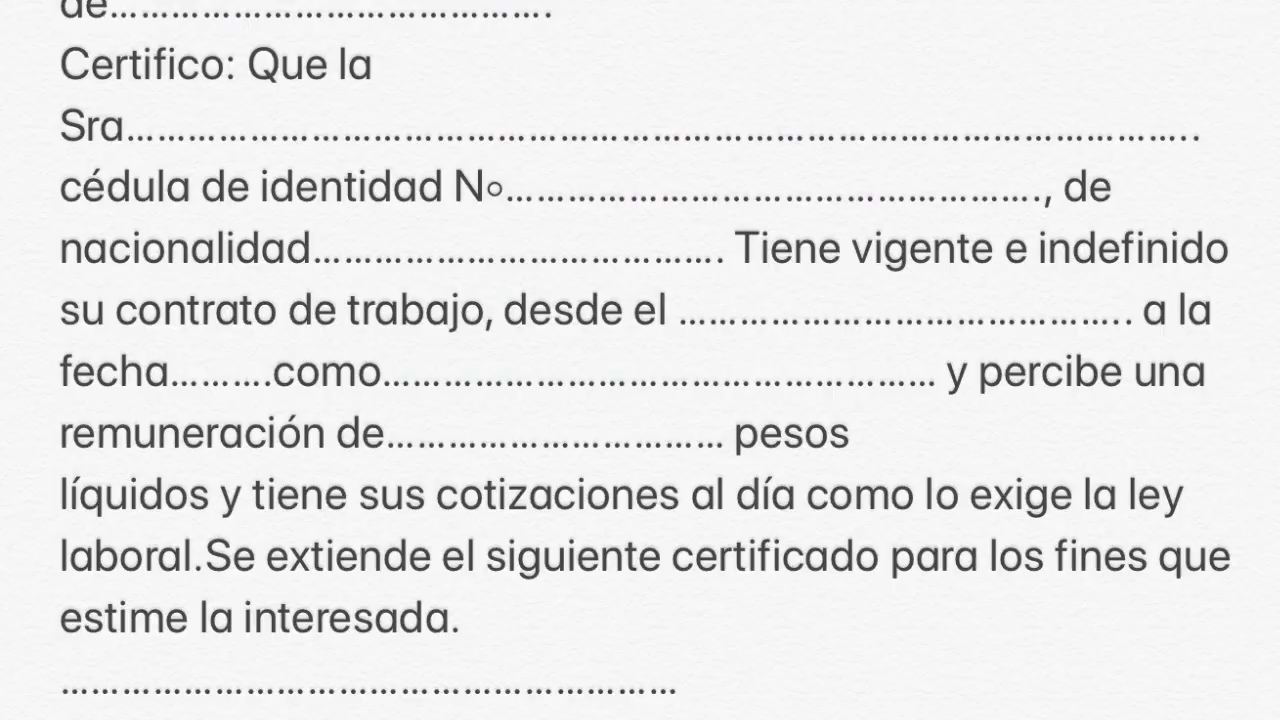 de…………………………………….
Certifico: Que la
Sra…………………………………………………………………………………………..
cédula de identidad Nº……………………………………………., de
nacionalidad…………………………………. Tiene vigente e indefinido
su contrato de trabajo, desde el ………………………………….. a la
fecha……….como……………………………………………… y percibe una
remuneración de…………………………… pesos
líquidos y tiene sus cotizaciones al día como lo exige la ley
laboral.Se extiende el siguiente certificado para los fines que
estime la interesada.
……………………………………………………